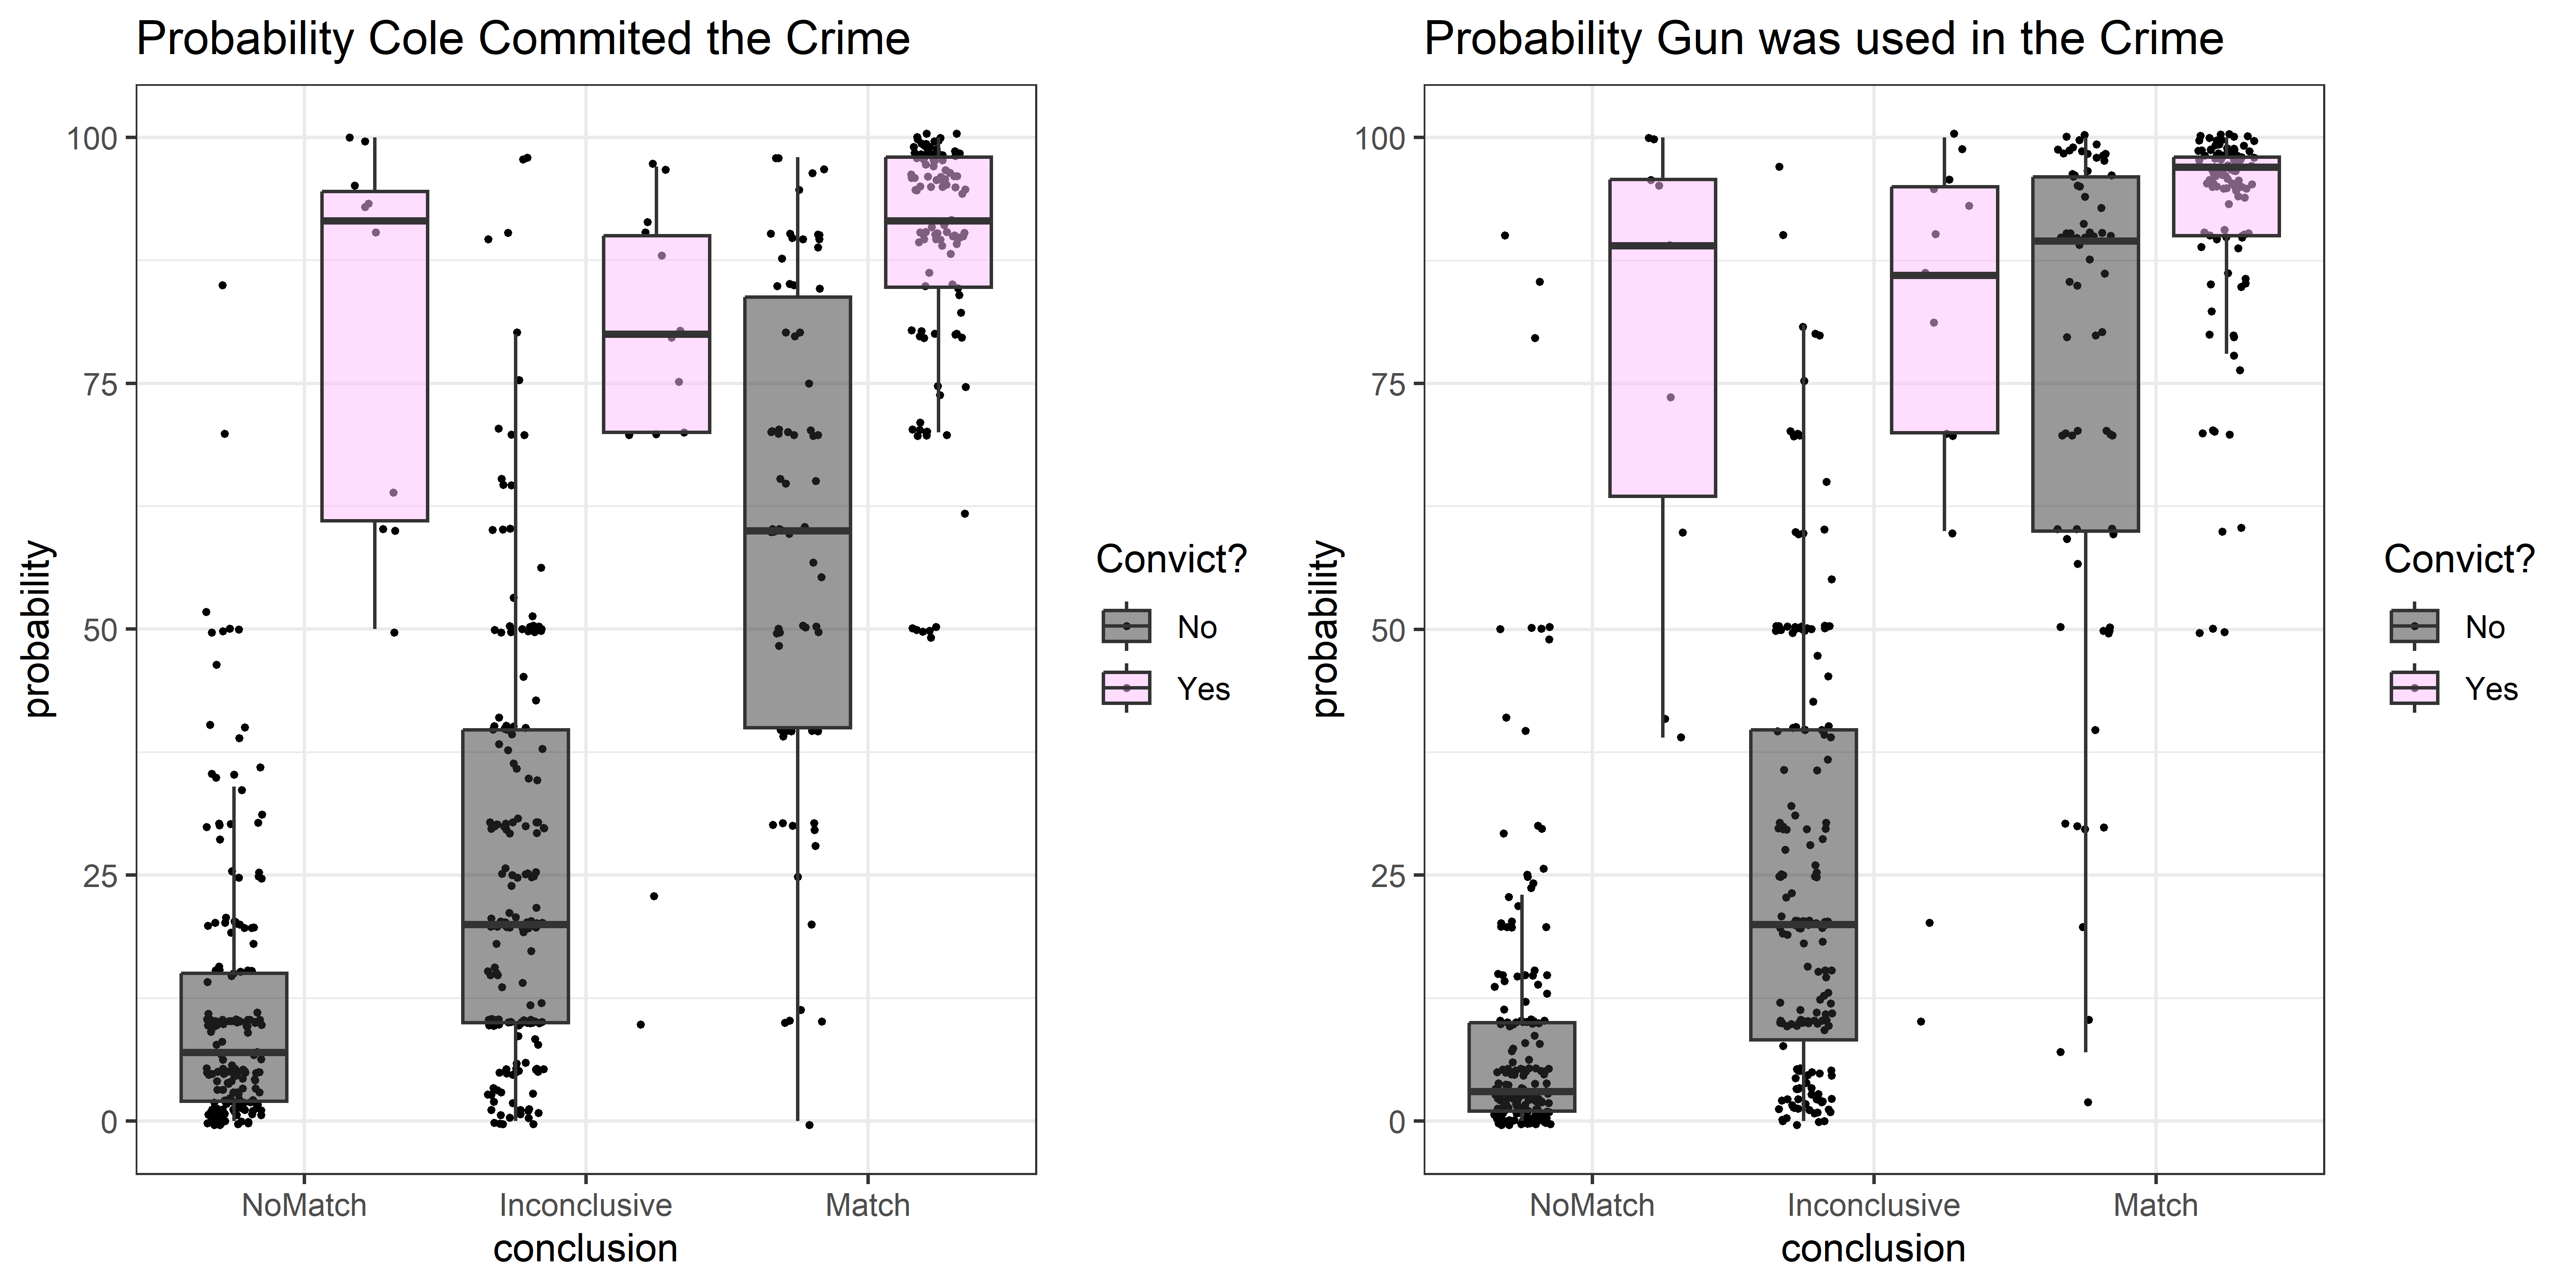 Probability Cole Commited the Crime
100
75
50
25
0
probability
NoMatch
Inconclusive
Match
conclusion
Convict?
No
Yes
Probability Gun was used in the Crime
100
75
50
25
0
probability
NoMatch
Inconclusive
Match
conclusion
Convict?
No
Yes